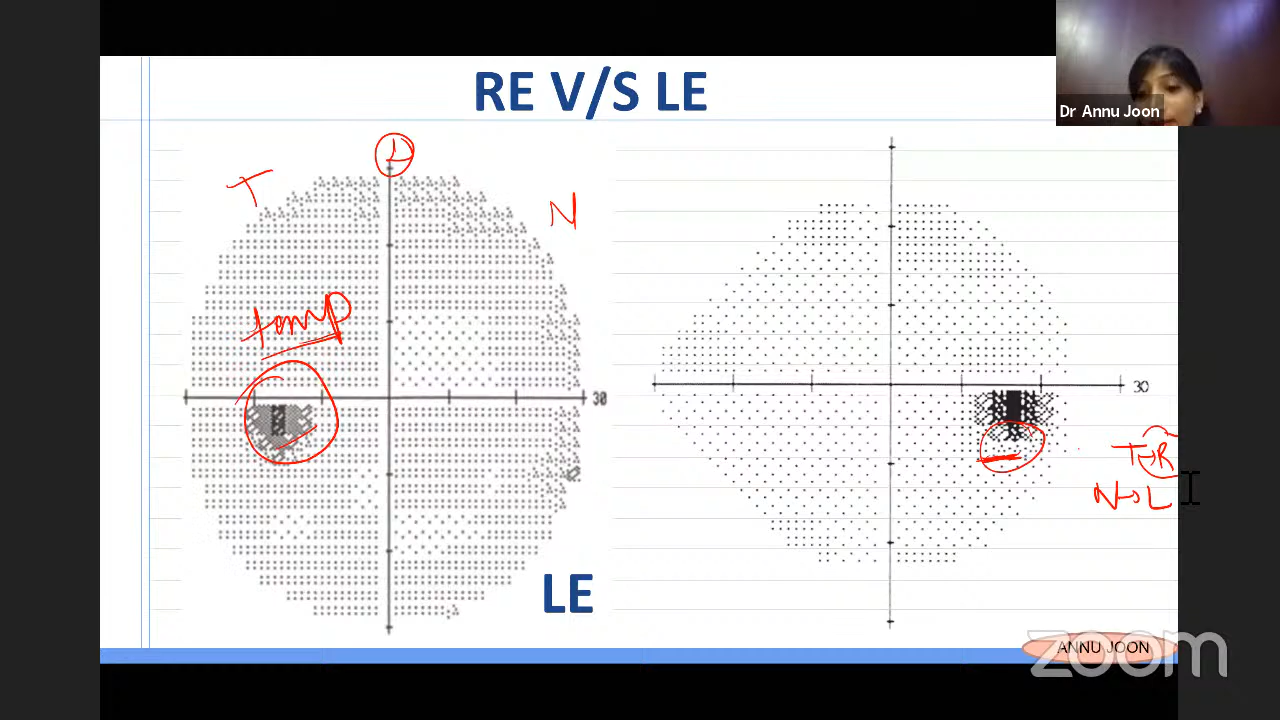 RE V/S LE
Dr Annu Joon
T
N
temp
30
30
T→R
N→L
LE
ANNU JOON
zoom